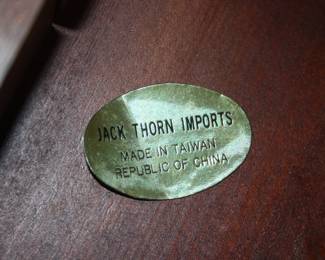 JACK THORN IMPORTS
MADE IN TAIWAN
REPUBLIC OF CHINA